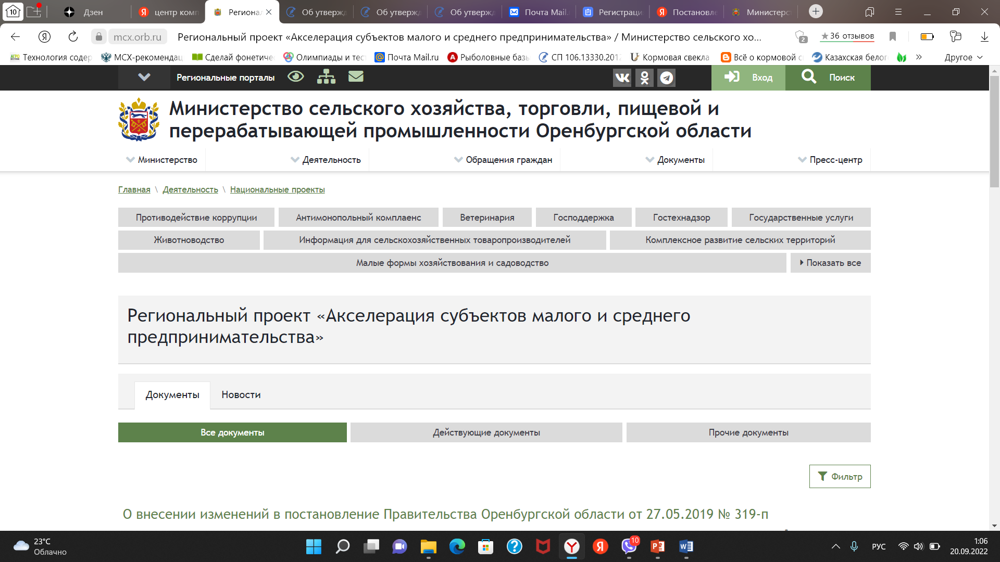 10
Дзен
центр комп
Региональ
Об утвержд
Об утвержд
Об утвержд
Почта Mail.
Регистраци
Постановле
Министерст
mcx.orb.ru
Региональный проект «Акселерация субъектов малого и среднего предпринимательства» / Министерство сельского хо...
2
36 отзывов
Технология содер
МСХ-рекомендац
Сделай фонетиче
Олимпиады и тес
Почта Mail.ru
Рыболовные базы
СП 106.13330.2012
Кормовая свекла
Всё о кормовой с
Казахская белог
Другое
Региональные порталы
Вход
Поиск
Министерство сельского хозяйства, торговли, пищевой и
перерабатывающей промышленности Оренбургской области
Министерство
Деятельность
Обращения граждан
Документы
Пресс-центр
Главная \ Деятельность \ Национальные проекты
Противодействие коррупции
Антимонопольный комплаенс
Ветеринария
Господдержка
Гостехнадзор
Государственные услуги
Животноводство
Информация для сельскохозяйственных товаропроизводителей
Комплексное развитие сельских территорий
Малые формы хозяйствования и садоводство
Показать все
Региональный проект «Акселерация субъектов малого и среднего
предпринимательства»
Документы
Новости
Все документы
Действующие документы
Прочие документы
Фильтр
О внесении изменений в постановление Правительства Оренбургской области от 27.05.2019 № 319-п
23°C
Облачно
10
РУС
1:06
20.09.2022